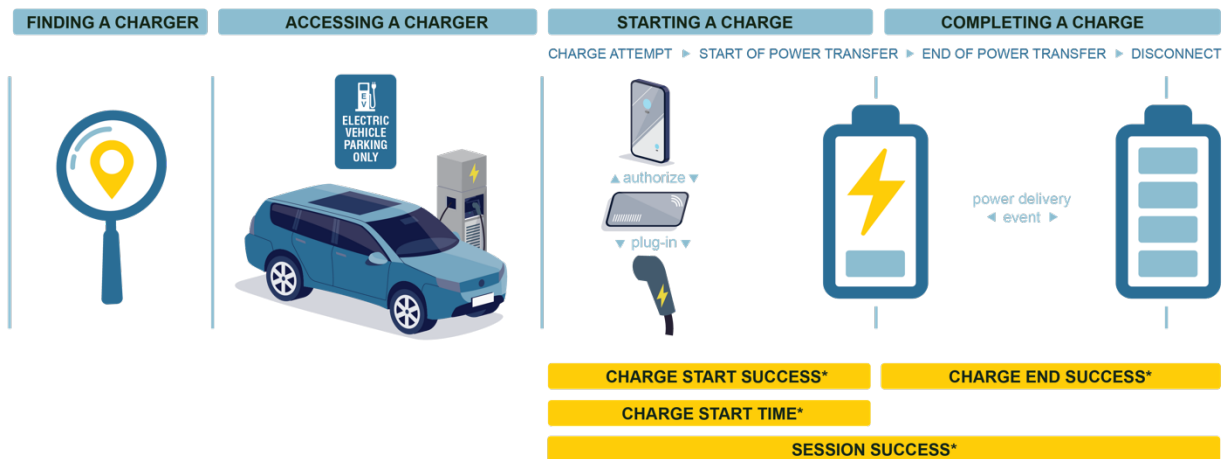 FINDING A CHARGER
ACCESSING A CHARGER
STARTING A CHARGE
COMPLETING A CHARGE
CHARGE ATTEMPT ▶ START OF POWER TRANSFER ▶ END OF POWER TRANSFER ▶ DISCONNECT
EV
ELECTRIC
VEHICLE
PARKING
ONLY
▲ authorize ▼
▼ plug-in ▼
power delivery
◀ event ▶
CHARGE START SUCCESS*
CHARGE END SUCCESS*
CHARGE START TIME*
SESSION SUCCESS*